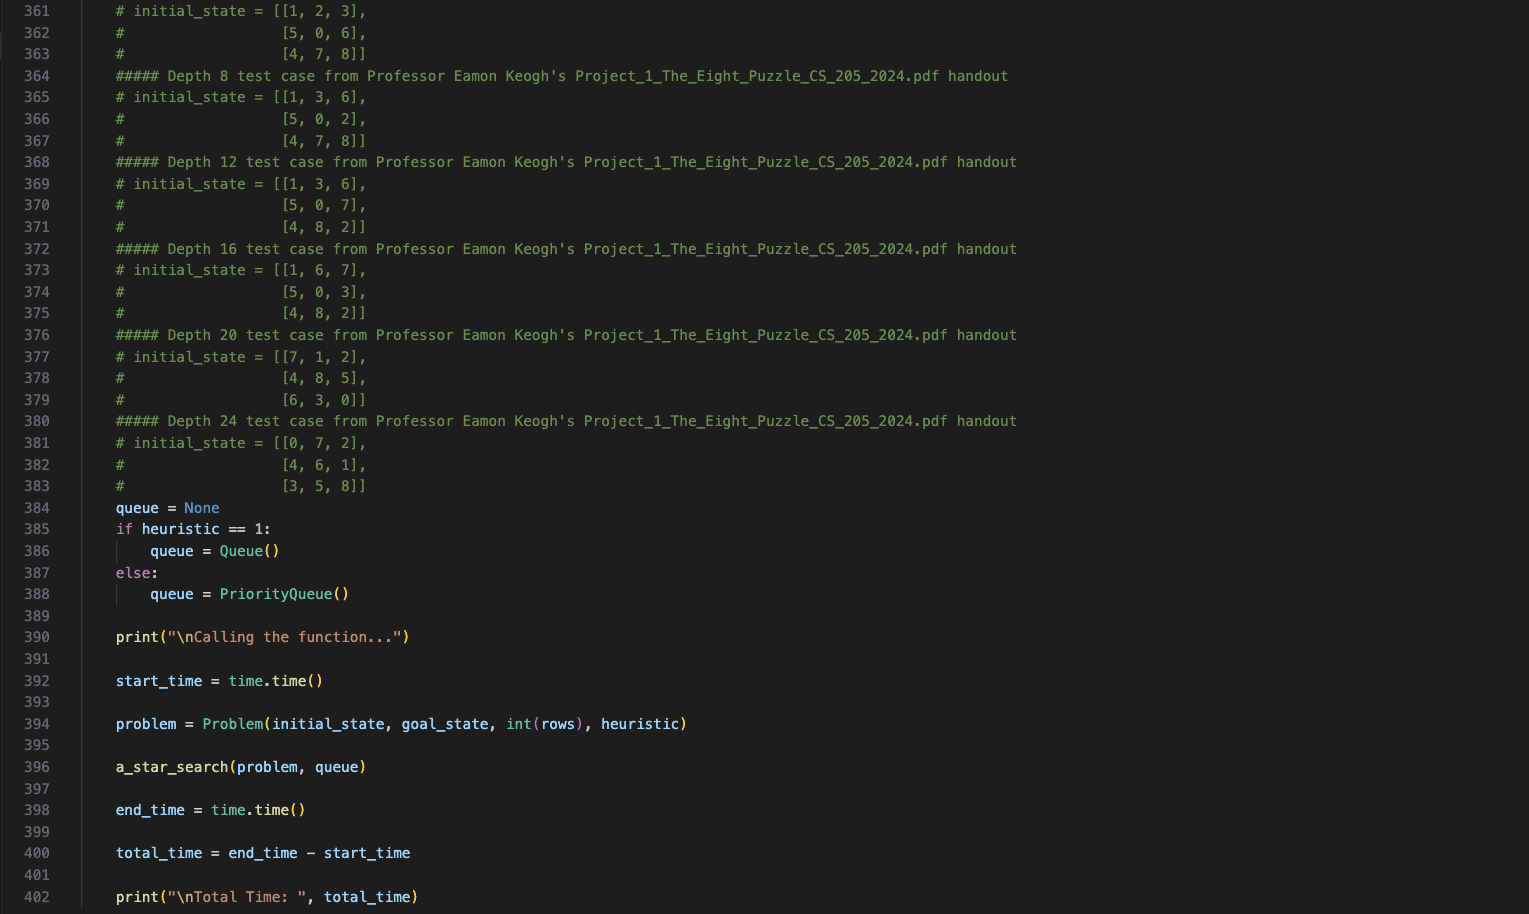 361 # initial_state = [[1, 2, 3],
362 # [5, 0, 6],
363 # [4, 7, 8]]
364 ##### Depth 8 test case from Professor Eamon Keogh's Project_1_The_Eight_Puzzle_CS_205_2024.pdf handout
365 # initial_state = [[1, 3, 6],
366 # [5, 0, 2],
367 # [4, 7, 8]]
368 ##### Depth 12 test case from Professor Eamon Keogh's Project_1_The_Eight_Puzzle_CS_205_2024.pdf handout
369 # initial_state = [[1, 3, 6],
370 # [5, 0, 7],
371 # [4, 8, 2]]
372 ##### Depth 16 test case from Professor Eamon Keogh's Project_1_The_Eight_Puzzle_CS_205_2024.pdf handout
373 # initial_state = [[1, 6, 7],
374 # [5, 0, 3],
375 # [4, 8, 2]]
376 ##### Depth 20 test case from Professor Eamon Keogh's Project_1_The_Eight_Puzzle_CS_205_2024.pdf handout
377 # initial_state = [[7, 1, 2],
378 # [4, 8, 5],
379 # [6, 3, 0]]
380 ##### Depth 24 test case from Professor Eamon Keogh's Project_1_The_Eight_Puzzle_CS_205_2024.pdf handout
381 # initial_state = [[0, 7, 2],
382 # [4, 6, 1],
383 # [3, 5, 8]]
384 queue = None
385 if heuristic == 1:
386 queue = Queue()
387 else:
388 queue = PriorityQueue()
389
390 print("\nCalling the function...")
391
392 start_time = time.time()
393
394 problem = Problem(initial_state, goal_state, int(rows), heuristic)
395
396 a_star_search(problem, queue)
397
398 end_time = time.time()
399
400 total_time = end_time - start_time
401
402 print("\nTotal Time: ", total_time)